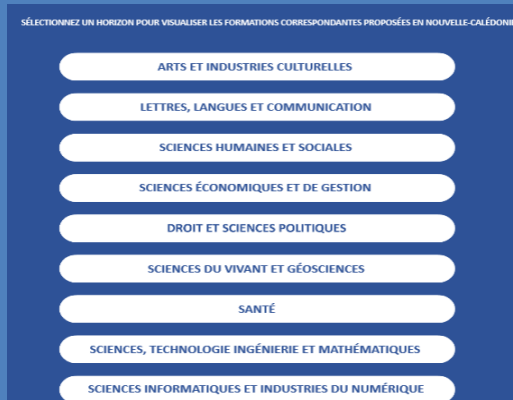 SÉLECTIONNEZ UN HORIZON POUR VISUALISER LES FORMATIONS CORRESPONDANTES PROPOSÉES EN NOUVELLE-CALÉDONIE
ARTS ET INDUSTRIES CULTURELLES
LETTRES, LANGUES ET COMMUNICATION
SCIENCES HUMAINES ET SOCIALES
SCIENCES ÉCONOMIQUES ET DE GESTION
DROIT ET SCIENCES POLITIQUES
SCIENCES DU VIVANT ET GÉOSCIENCES
SANTÉ
SCIENCES, TECHNOLOGIE INGÉNIERIE ET MATHÉMATIQUES
SCIENCES INFORMATIQUES ET INDUSTRIES DU NUMÉRIQUE